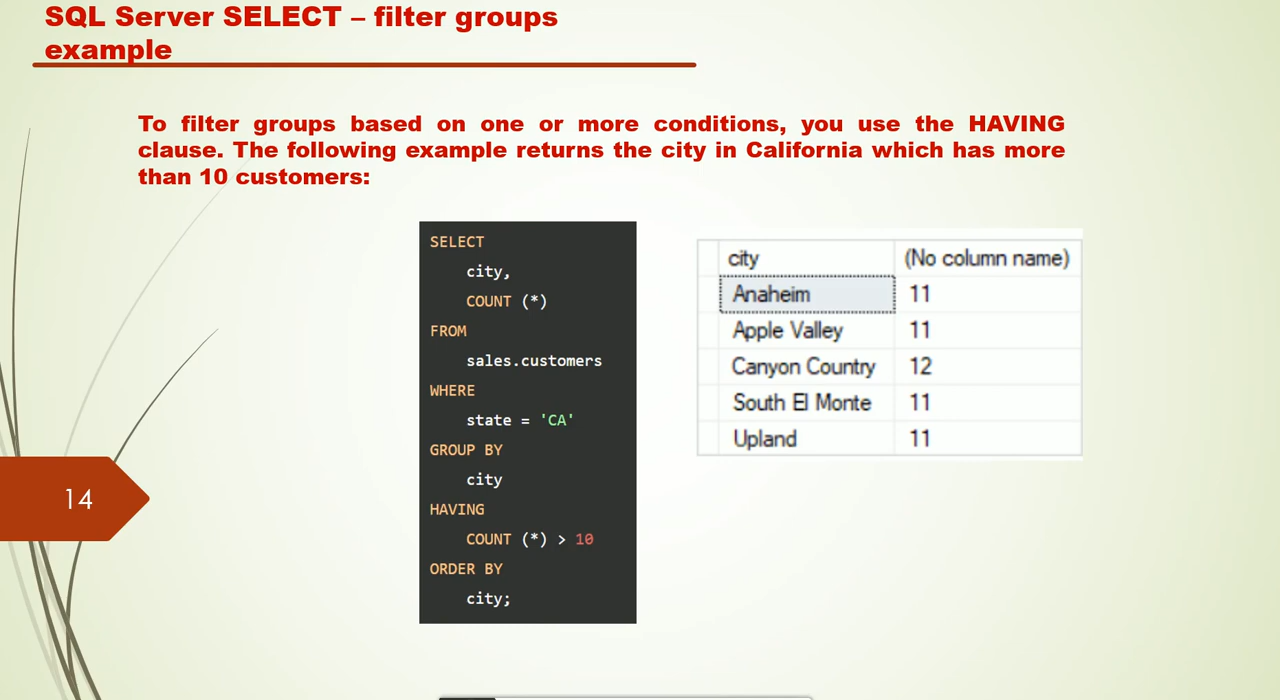 SQL Server SELECT – filter groups
example
To filter groups based on one or more conditions, you use the HAVING
clause. The following example returns the city in California which has more
than 10 customers:
SELECT
city,
COUNT (*)
FROM
sales.customers
WHERE
state = 'CA'
GROUP BY
city
HAVING
COUNT (*) > 10
ORDER BY
city;
city (No column name)
Anaheim 11
Apple Valley 11
Canyon Country 12
South El Monte 11
Upland 11
14